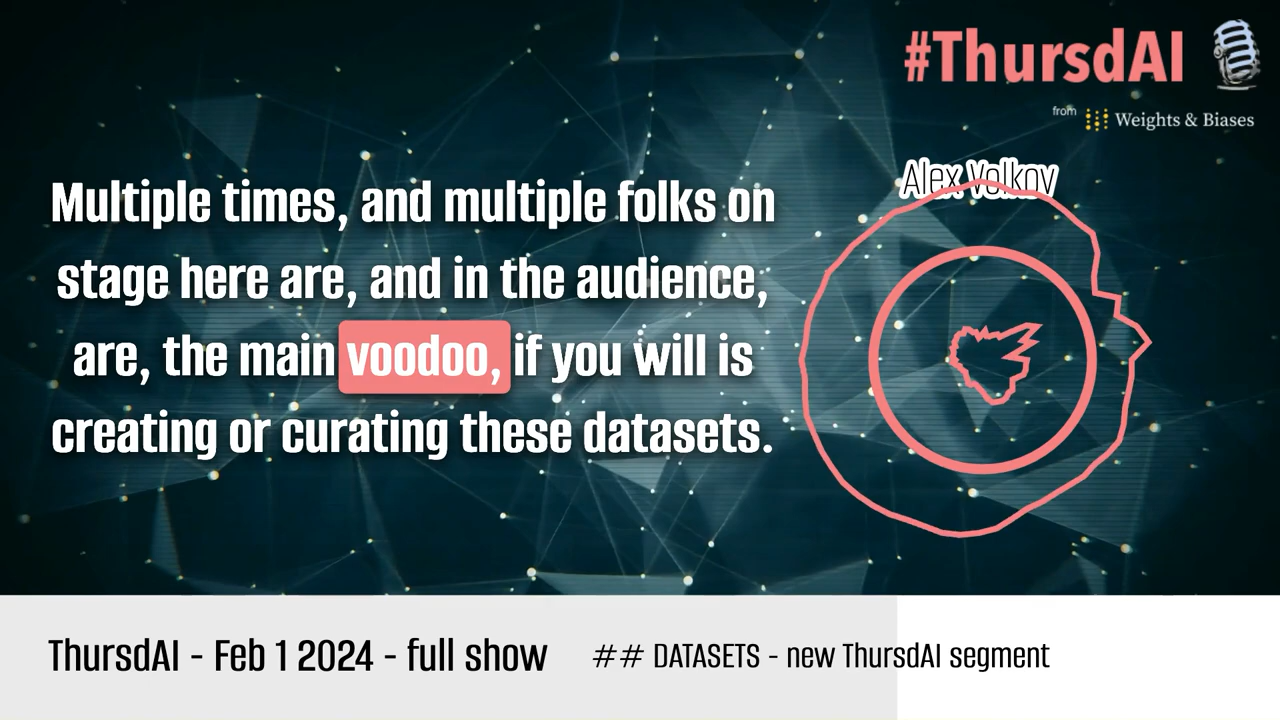 #ThursdAI
from Weights & Biases
Alex Volkov
Multiple times, and multiple folks on
stage here are, and in the audience,
are, the main voodoo, if you will is
creating or curating these datasets.
ThursdAI - Feb 1 2024 - full show
## DATASETS - new ThursdAI segment